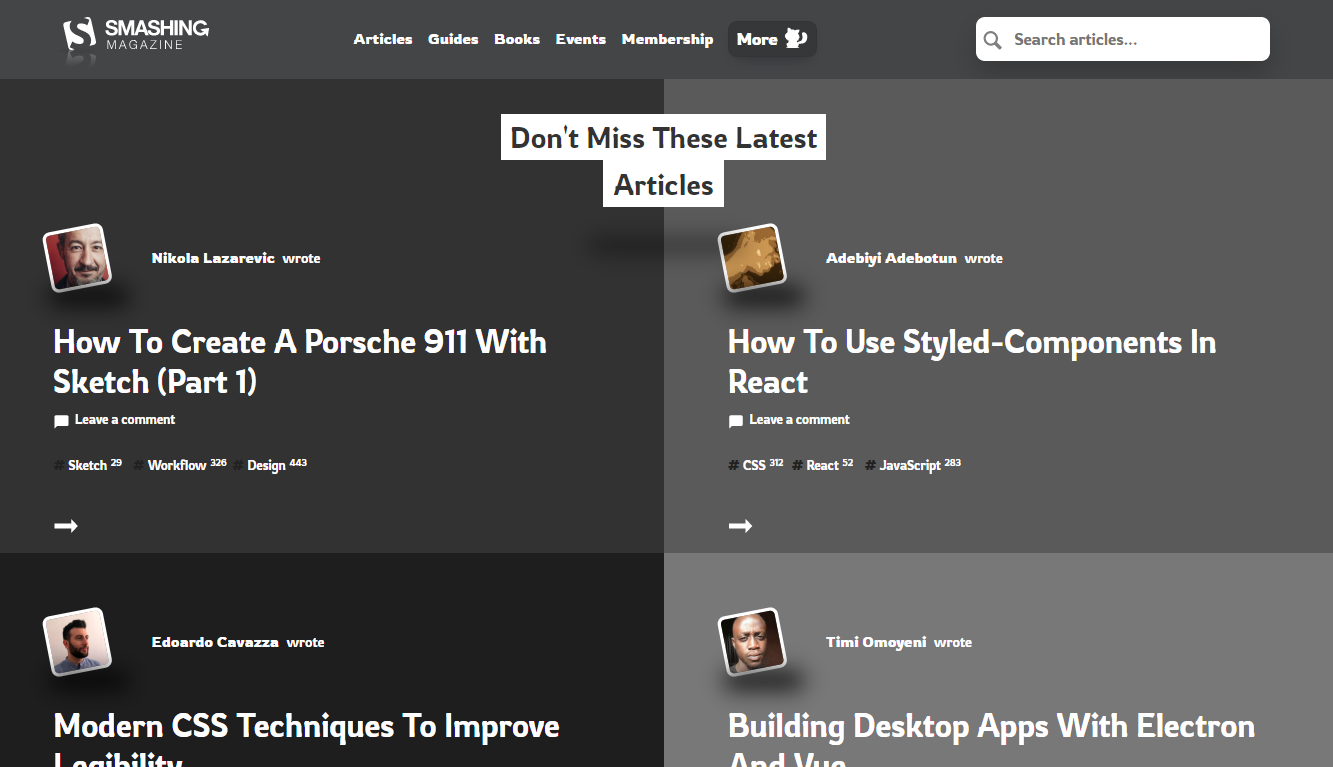 SMASHING
MAGAZINE
Articles Guides Books Events Membership More
Search articles...
Don't Miss These Latest
Articles
Nikola Lazarevic wrote
How To Create A Porsche 911 With
Sketch (Part 1)
Leave a comment
# Sketch 29 # Workflow 326 # Design 443
Adebiyi Adebotun wrote
How To Use Styled-Components In
React
Leave a comment
# CSS 312 # React 52 # JavaScript 283
Edoardo Cavazza wrote
Modern CSS Techniques To Improve
Legibility
Timi Omoyeni wrote
Building Desktop Apps With Electron
And Vue